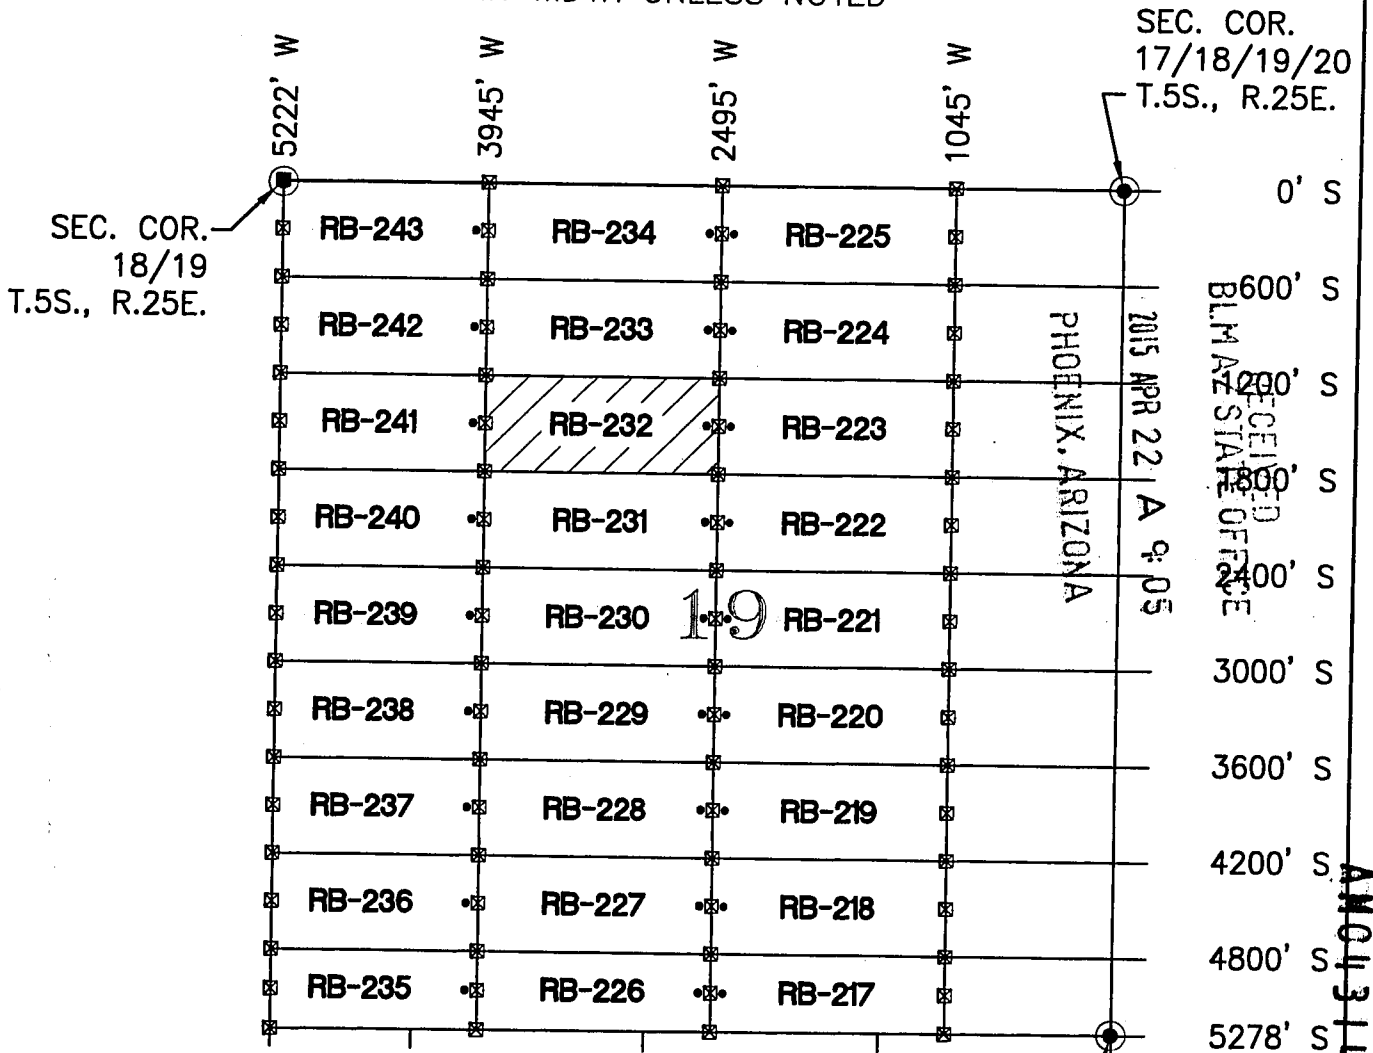 UNLESS NOTED
SEC. COR.
17/18/19/20
T.5S., R.25E.
5222' W
3945' W
2495' W
1045' W
0' S
SEC. COR.
18/19
T.5S., R.25E.
RB-243 RB-234 RB-225
600' S
RB-242 RB-233 RB-224
1200' S
RB-241 RB-232 RB-223
1800' S
RB-240 RB-231 RB-222
2400' S
RB-239 RB-230 19 RB-221
3000' S
RB-238 RB-229 RB-220
3600' S
RB-237 RB-228 RB-219
4200' S
RB-236 RB-227 RB-218
4800' S
RB-235 RB-226 RB-217
5278' S
RECEIVED
BLM AZ STATE OFFICE
2015 APR 22 A 9:05
PHOENIX, ARIZONA